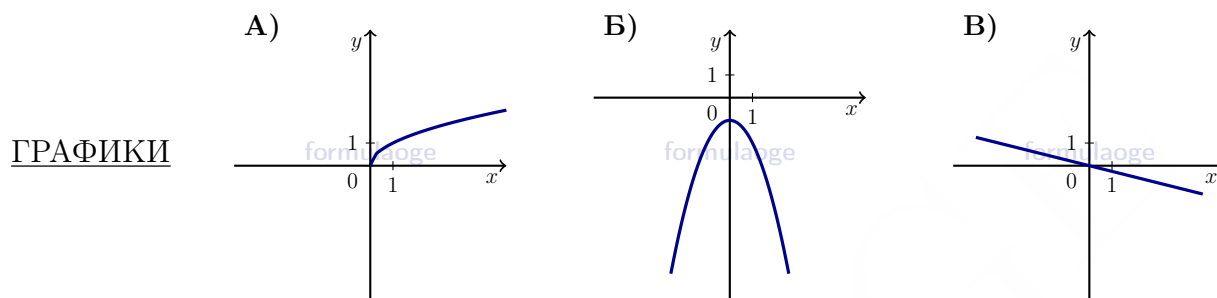 А) Б) В)
y y y
1
1 1
x
0 1
ГРАФИКИ formulaoge formulaoge formulaoge
x x
0 1 0 1